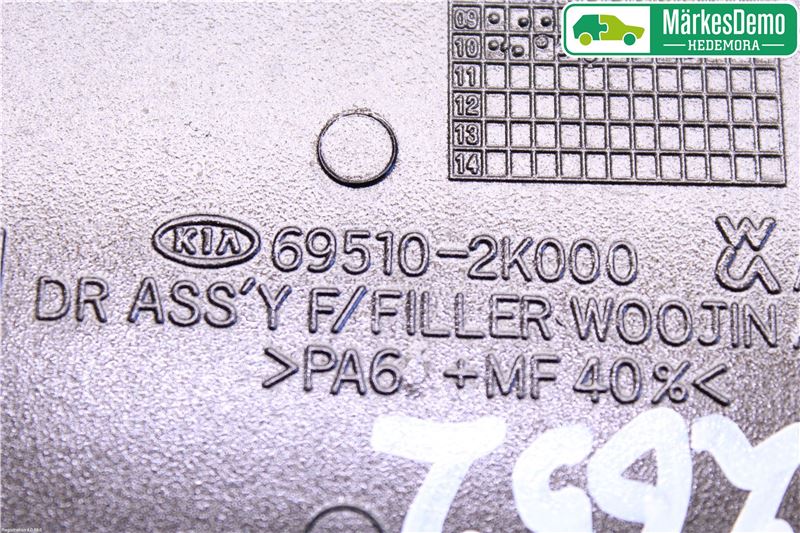 MärkesDemo
HEDEMORA
09
10
11
12
13
14
KIA 69510-2K000
DR ASS'Y F/FILLER WOOJIN
>PA6 +MF 40%<